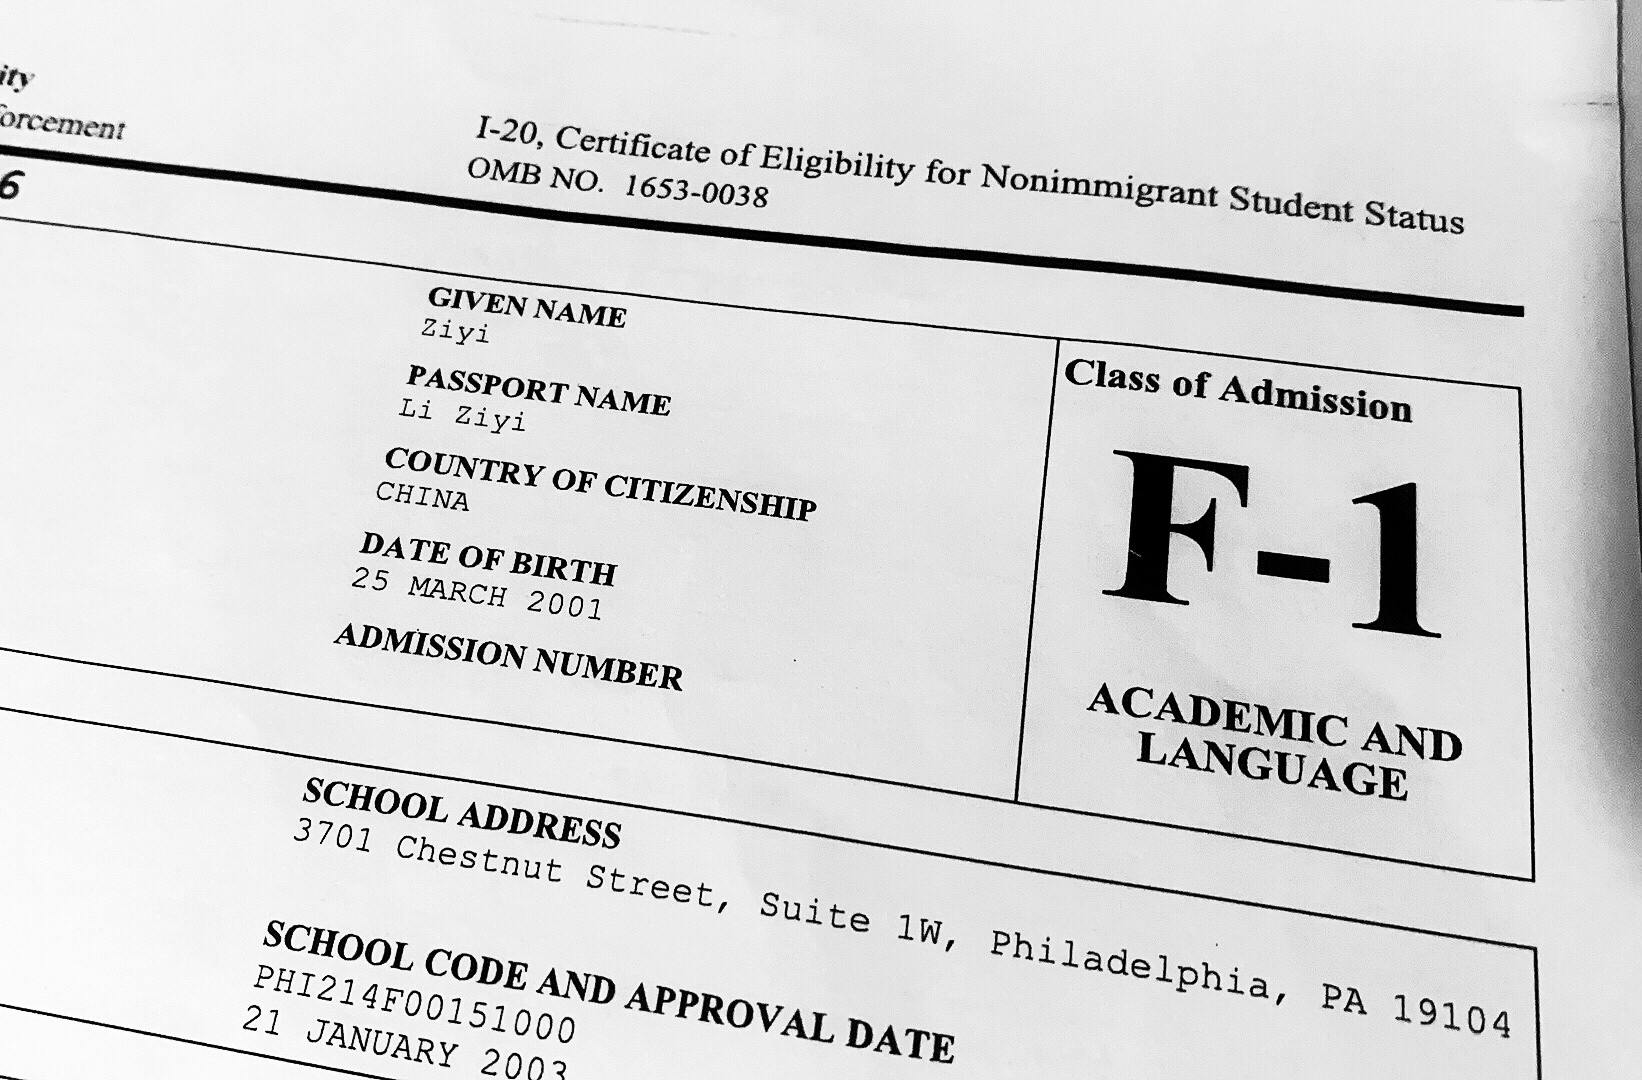 ity
orcement
I-20, Certificate of Eligibility for Nonimmigrant Student Status
OMB NO. 1653-0038
6
GIVEN NAME
Ziyi
PASSPORT NAME
Li Ziyi
COUNTRY OF CITIZENSHIP
CHINA
DATE OF BIRTH
25 MARCH 2001
ADMISSION NUMBER
Class of Admission
F-1
ACADEMIC AND
LANGUAGE
SCHOOL ADDRESS
3701 Chestnut Street, Suite 1W, Philadelphia, PA 19104
SCHOOL CODE AND APPROVAL DATE
PHI214F00151000
21 JANUARY 2003